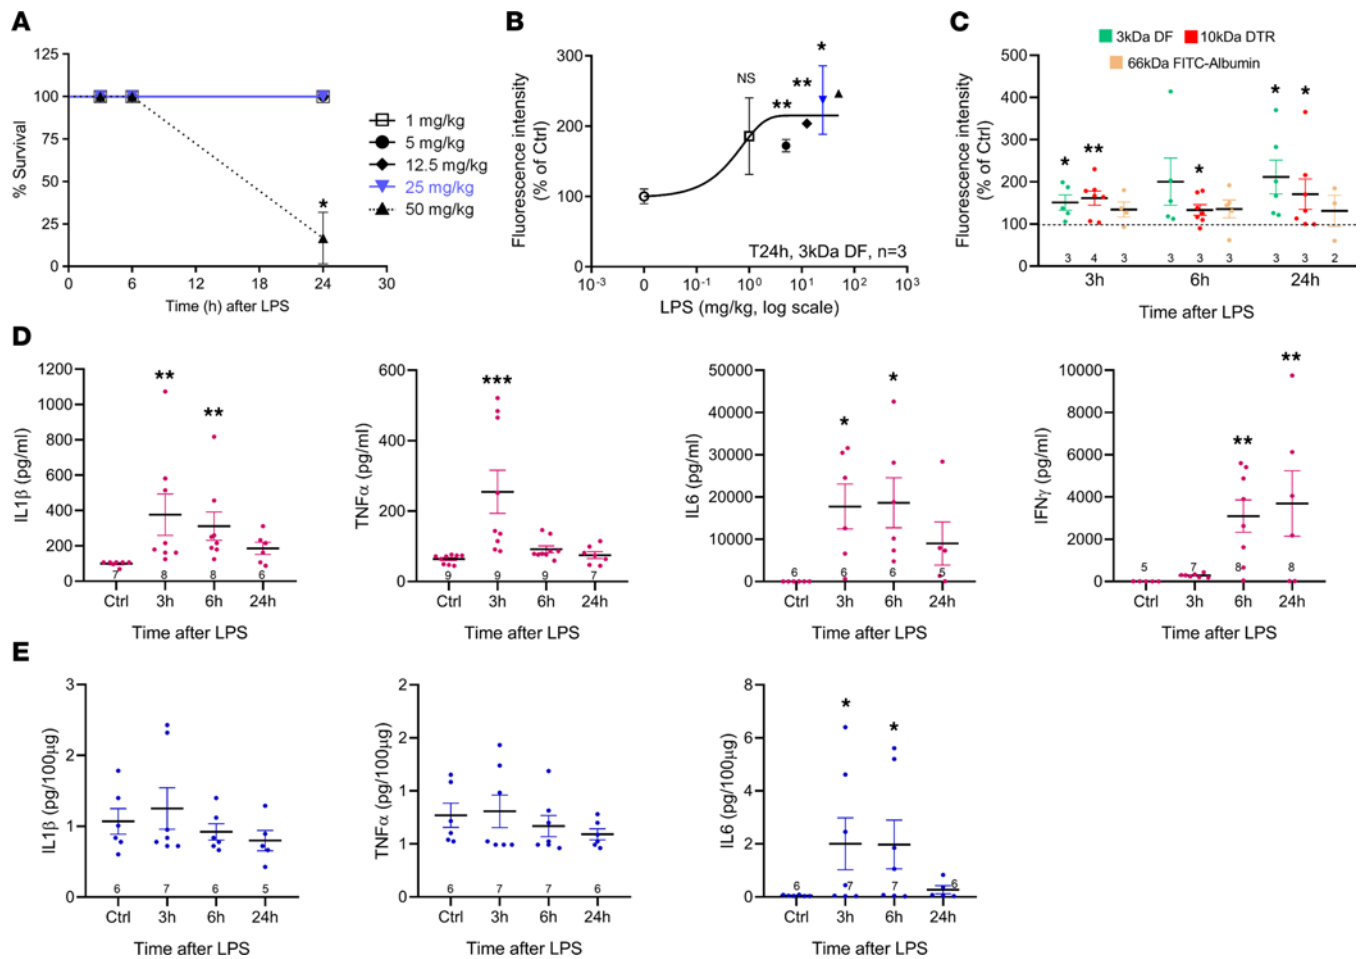 A
% Survival
125
100
75
50
25
0
*
0 6 12 18 24 30
Time (h) after LPS
1 mg/kg
5 mg/kg
12.5 mg/kg
25 mg/kg
50 mg/kg
B
Fluorescence intensity
(% of Ctrl)
300
200
100
0
NS
**
**
*
T24h, 3kDa DF, n=3
10⁻³ 0 10⁻¹ 10⁰ 10¹ 10² 10³
LPS (mg/kg, log scale)
C
3kDa DF 10kDa DTR
66kDa FITC-Albumin
Fluorescence intensity
(% of Ctrl)
500
400
300
200
100
0
* ** * * *
3 4 3 3 3 3 3 3 2
3h 6h 24h
Time after LPS
D
IL1β (pg/ml)
1200
1000
800
600
400
200
0
** **
7 8 8 6
Ctrl 3h 6h 24h
Time after LPS
TNFα (pg/ml)
600
400
200
0
***
9 9 9 7
Ctrl 3h 6h 24h
Time after LPS
IL6 (pg/ml)
50000
40000
30000
20000
10000
0
* *
6 6 6 5
Ctrl 3h 6h 24h
Time after LPS
IFNγ (pg/ml)
10000
8000
6000
4000
2000
0
** **
5 7 8 8
Ctrl 3h 6h 24h
Time after LPS
E
IL1β (pg/100µg)
3
2
1
0
6 7 6 5
Ctrl 3h 6h 24h
Time after LPS
TNFα (pg/100µg)
2
2
1
1
0
6 7 7 6
Ctrl 3h 6h 24h
Time after LPS
IL6 (pg/100µg)
8
6
4
2
0
* *
6 7 7 6
Ctrl 3h 6h 24h
Time after LPS